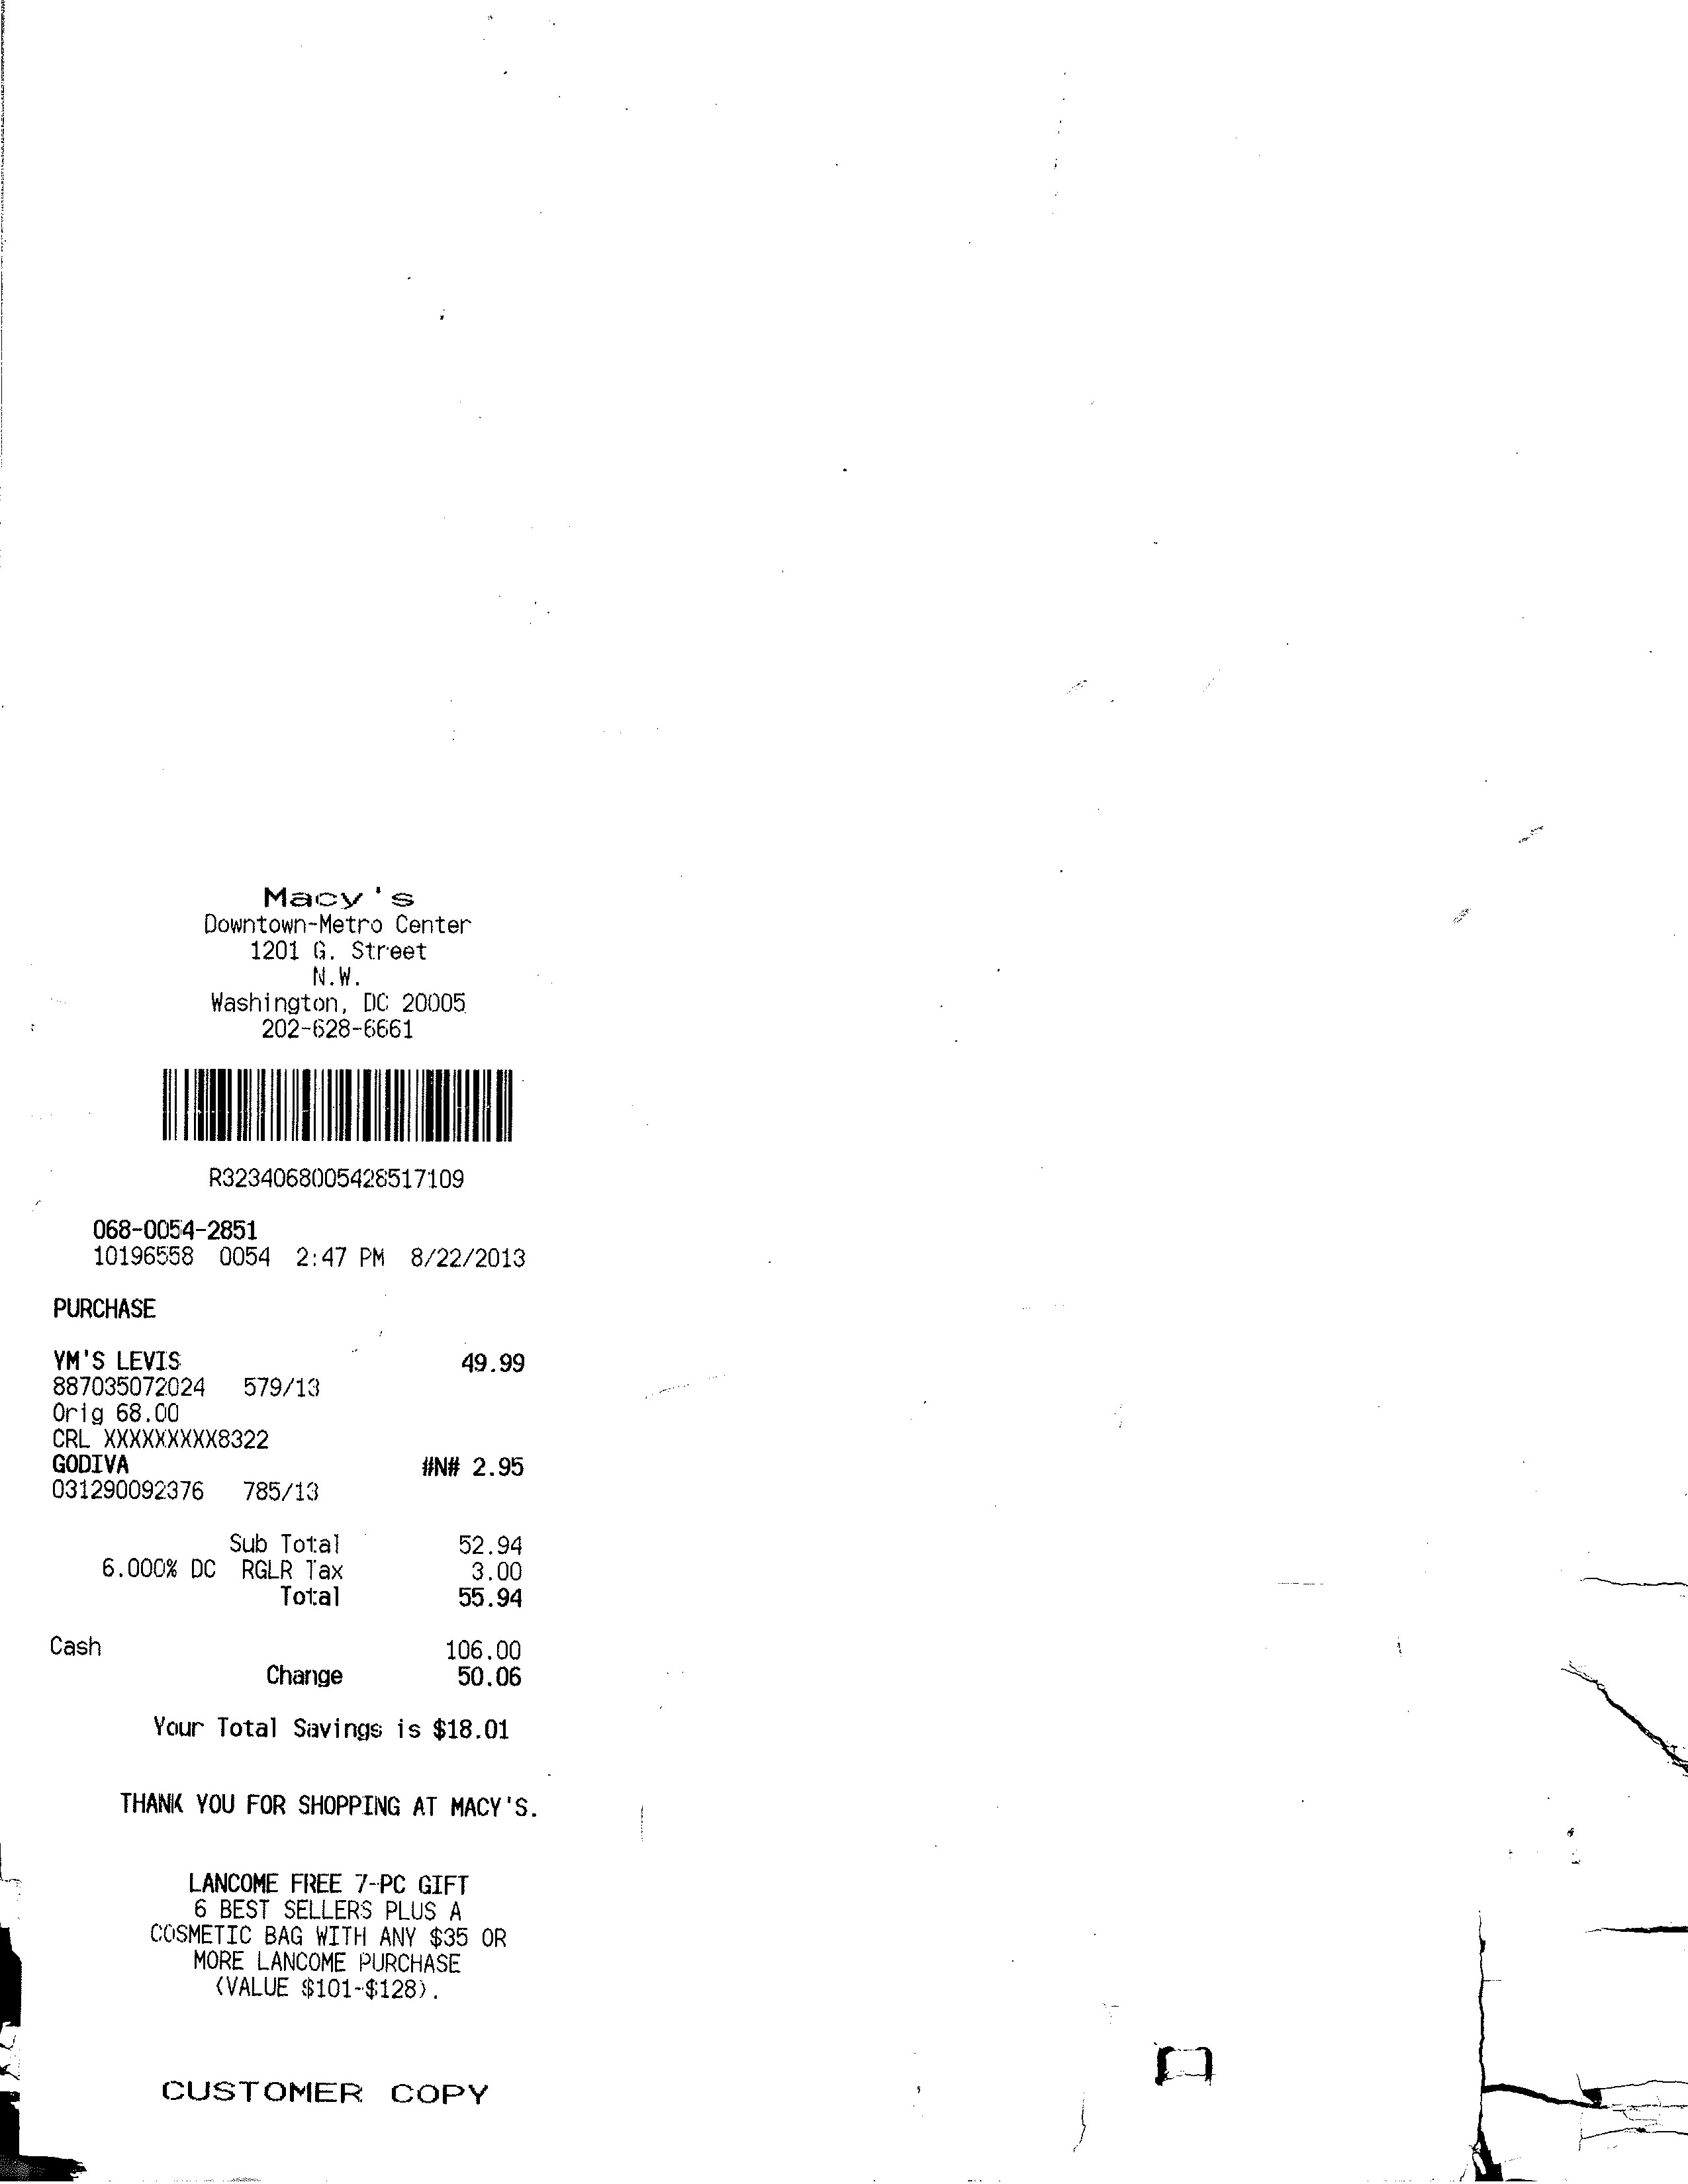 Macy's
Downtown-Metro Center
1201 G. Street
N.W.
Washington, DC 20005
202-628-6661
R3234068005428517109
068-0054-2851
10196558 0054 2:47 PM 8/22/2013
PURCHASE
YM'S LEVIS 49.99
887035072024 579/13
Orig 68.00
CRL XXXXXXXXX8322
GODIVA #N# 2.95
031290092376 785/13
Sub Total 52.94
6.000% DC RGLR Tax 3.00
Total 55.94
Cash 106.00
Change 50.06
Your Total Savings is $18.01
THANK YOU FOR SHOPPING AT MACY'S.
LANCOME FREE 7-PC GIFT
6 BEST SELLERS PLUS A
COSMETIC BAG WITH ANY $35 OR
MORE LANCOME PURCHASE
(VALUE $101-$128).
CUSTOMER COPY